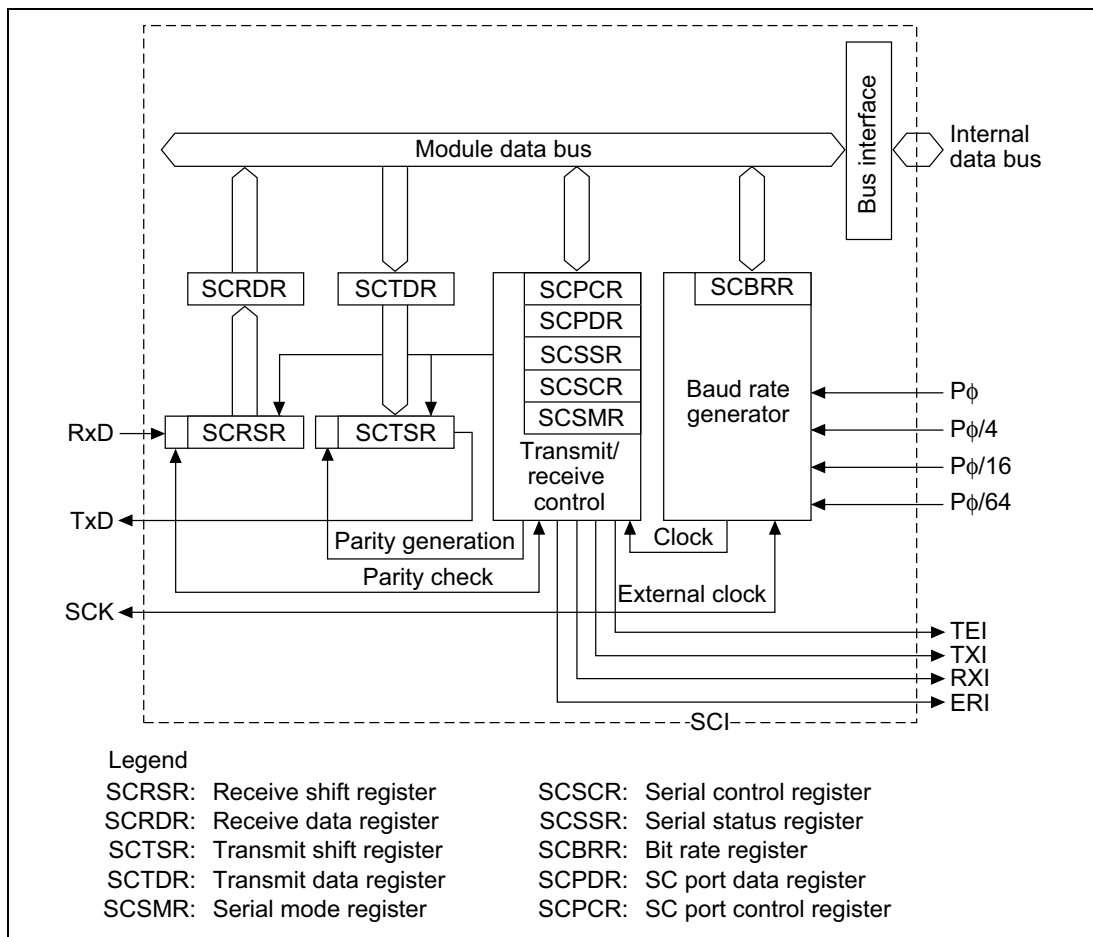 Module data bus
Bus interface
Internal
data bus
SCRDR
SCTDR
SCPCR
SCPDR
SCSSR
SCSCR
SCSMR
Transmit/
receive
control
SCBRR
Baud rate
generator
SCRSR
SCTSR
RxD
TxD
SCK
Pϕ
Pϕ/4
Pϕ/16
Pϕ/64
Parity generation
Parity check
Clock
External clock
TEI
TXI
RXI
ERI
SCI
Legend
SCRSR: Receive shift register
SCRDR: Receive data register
SCTSR: Transmit shift register
SCTDR: Transmit data register
SCSMR: Serial mode register
SCSCR: Serial control register
SCSSR: Serial status register
SCBRR: Bit rate register
SCPDR: SC port data register
SCPCR: SC port control register